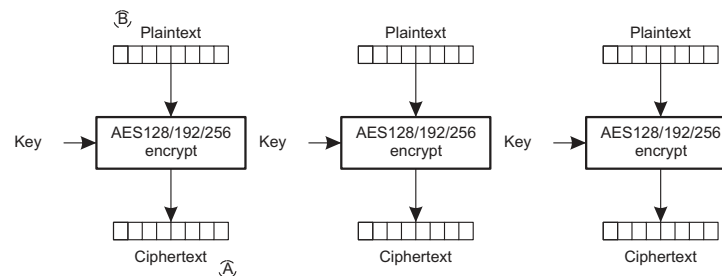 B
Plaintext Plaintext Plaintext
Key AES128/192/256 Key AES128/192/256 Key AES128/192/256
encrypt encrypt encrypt
Ciphertext Ciphertext Ciphertext
A